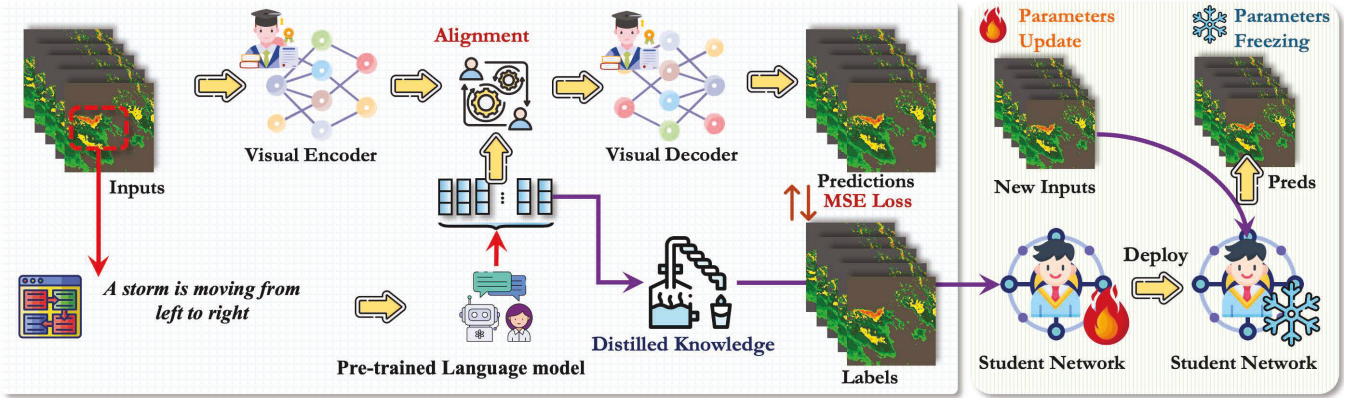 Inputs
Visual Encoder
Alignment
Visual Decoder
Predictions
MSE Loss
A storm is moving from
left to right
Pre-trained Language model
Distilled Knowledge
Labels
Parameters
Update
Parameters
Freezing
New Inputs
Preds
Deploy
Student Network
Student Network